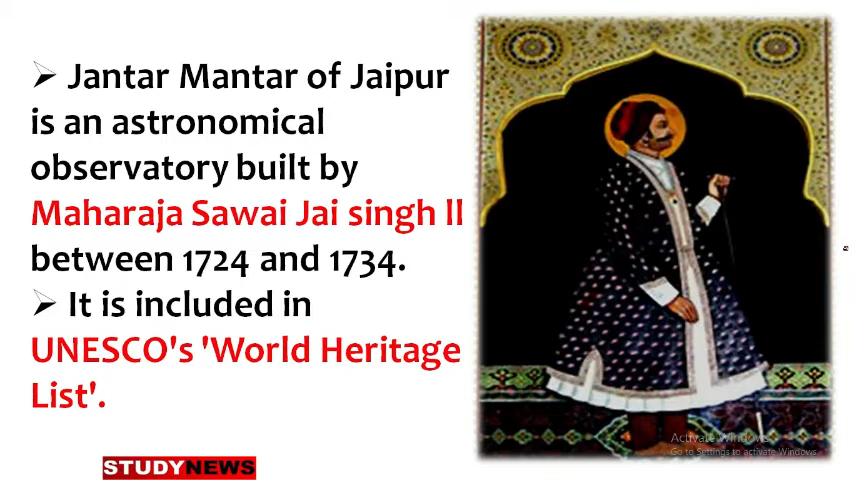 ➢ Jantar Mantar of Jaipur
is an astronomical
observatory built by
Maharaja Sawai Jai singh ll
between 1724 and 1734.
➢ It is included in
UNESCO's 'World Heritage
List'.
STUDYNEWS
Activate Windows
Go to Settings to activate Windows.